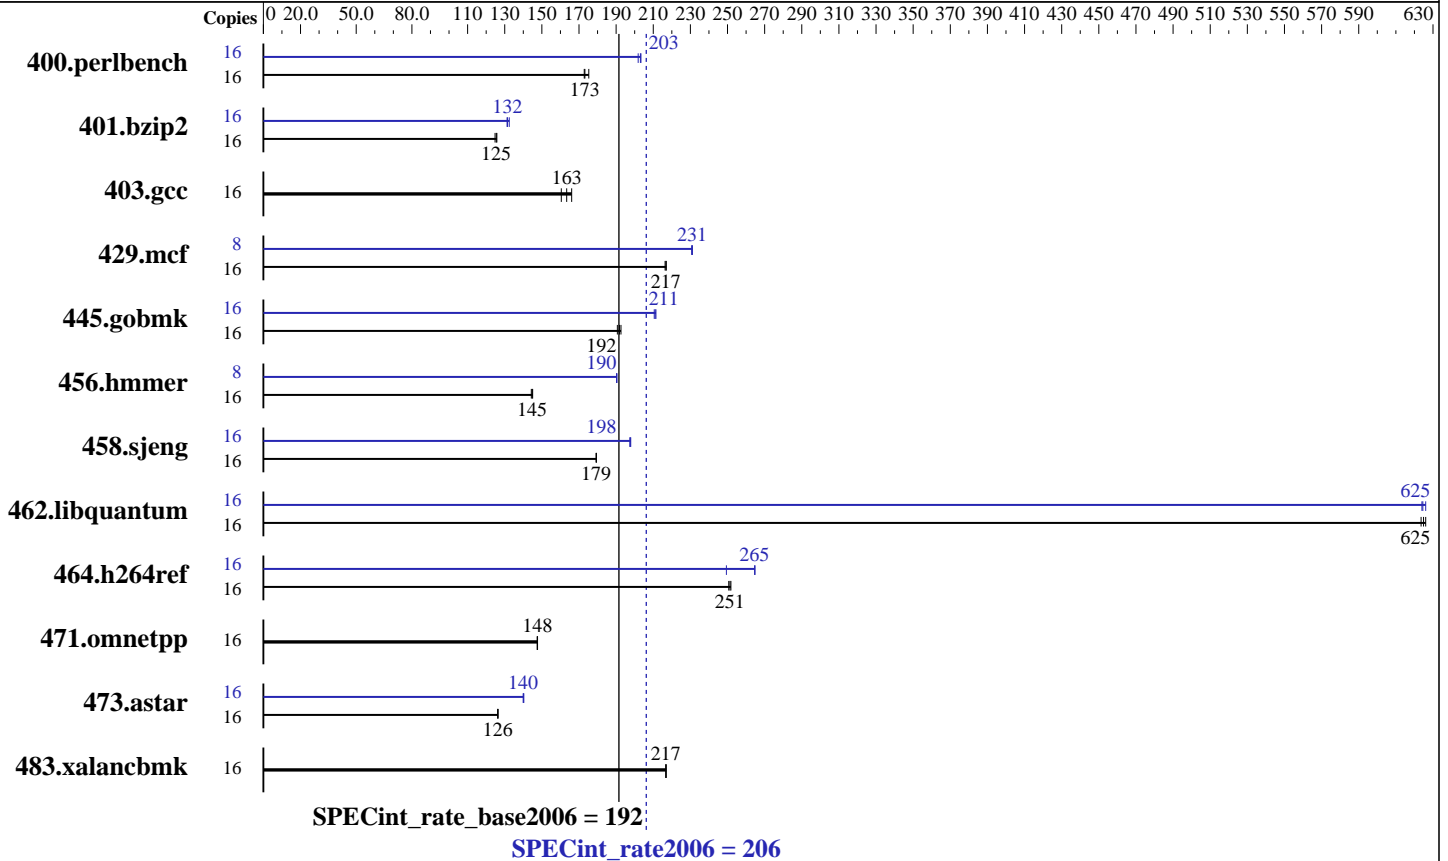 Copies 0 20.0 50.0 80.0 110 130 150 170 190 210 230 250 270 290 310 330 350 370 390 410 430 450 470 490 510 530 550 570 590 630
400.perlbench 16 203
16 173
401.bzip2 16 132
16 125
403.gcc 16 163
429.mcf 8 231
16 217
445.gobmk 16 211
16 192
456.hmmer 8 190
16 145
458.sjeng 16 198
16 179
462.libquantum 16 625
16 625
464.h264ref 16 265
16 251
471.omnetpp 16 148
473.astar 16 140
16 126
483.xalancbmk 16 217
SPECint_rate_base2006 = 192
SPECint_rate2006 = 206